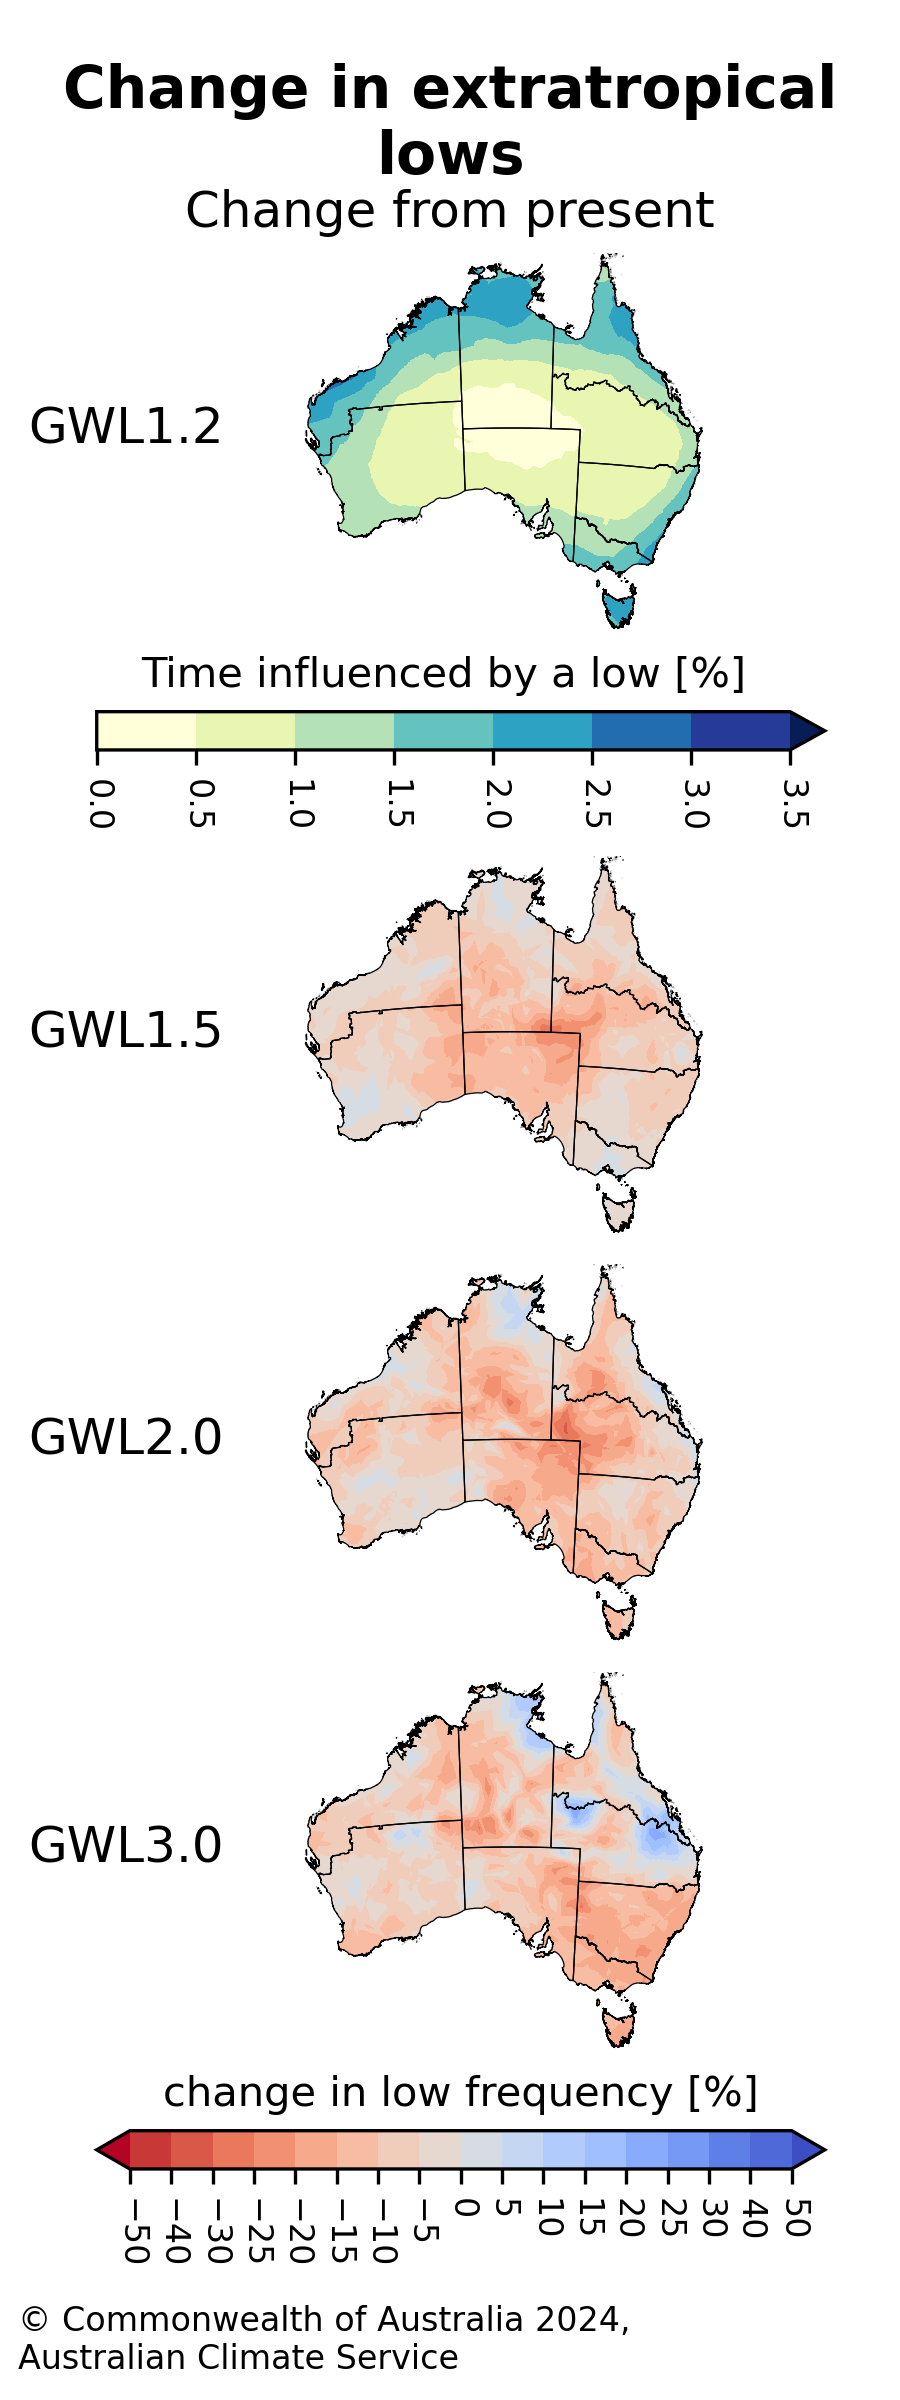 Change in extratropical
lows
Change from present
GWL1.2
Time influenced by a low [%]
0.0 0.5 1.0 1.5 2.0 2.5 3.0 3.5
GWL1.5
GWL2.0
GWL3.0
change in low frequency [%]
−50 −40 −30 −25 −20 −15 −10 −5 0 5 10 15 20 25 30 40 50
© Commonwealth of Australia 2024,
Australian Climate Service